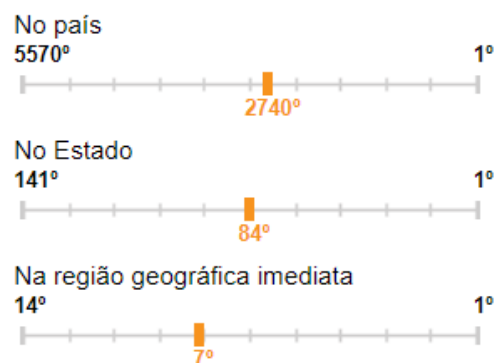 No país
5570º 1º
2740º
No Estado
141º 1º
84º
Na região geográfica imediata
14º 1º
7º